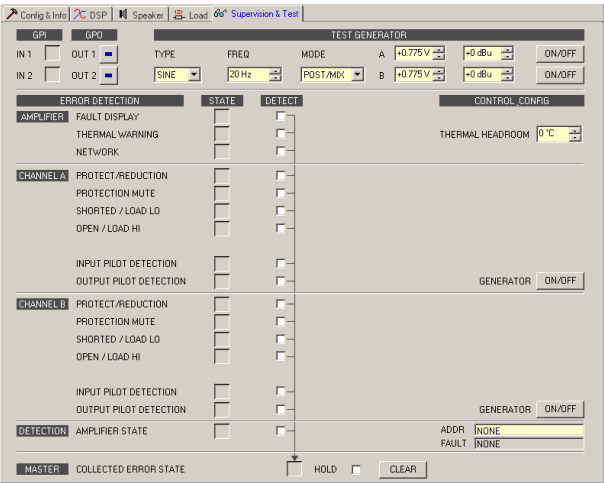 Config & Info DSP Speaker Load Supervision & Test
GPI GPO TEST GENERATOR
IN 1 OUT 1 TYPE FREQ MODE A +0.775 V +0 dBu ON/OFF
IN 2 OUT 2 SINE 20 Hz POST/MIX B +0.775 V +0 dBu ON/OFF
ERROR DETECTION STATE DETECT CONTROL_CONFIG
AMPLIFIER FAULT DISPLAY
THERMAL WARNING THERMAL HEADROOM 0 °C
NETWORK
CHANNEL A PROTECT/REDUCTION
PROTECTION MUTE
SHORTED / LOAD LO
OPEN / LOAD HI
INPUT PILOT DETECTION
OUTPUT PILOT DETECTION GENERATOR ON/OFF
CHANNEL B PROTECT/REDUCTION
PROTECTION MUTE
SHORTED / LOAD LO
OPEN / LOAD HI
INPUT PILOT DETECTION
OUTPUT PILOT DETECTION GENERATOR ON/OFF
DETECTION AMPLIFIER STATE ADDR NONE
FAULT NONE
MASTER COLLECTED ERROR STATE HOLD CLEAR